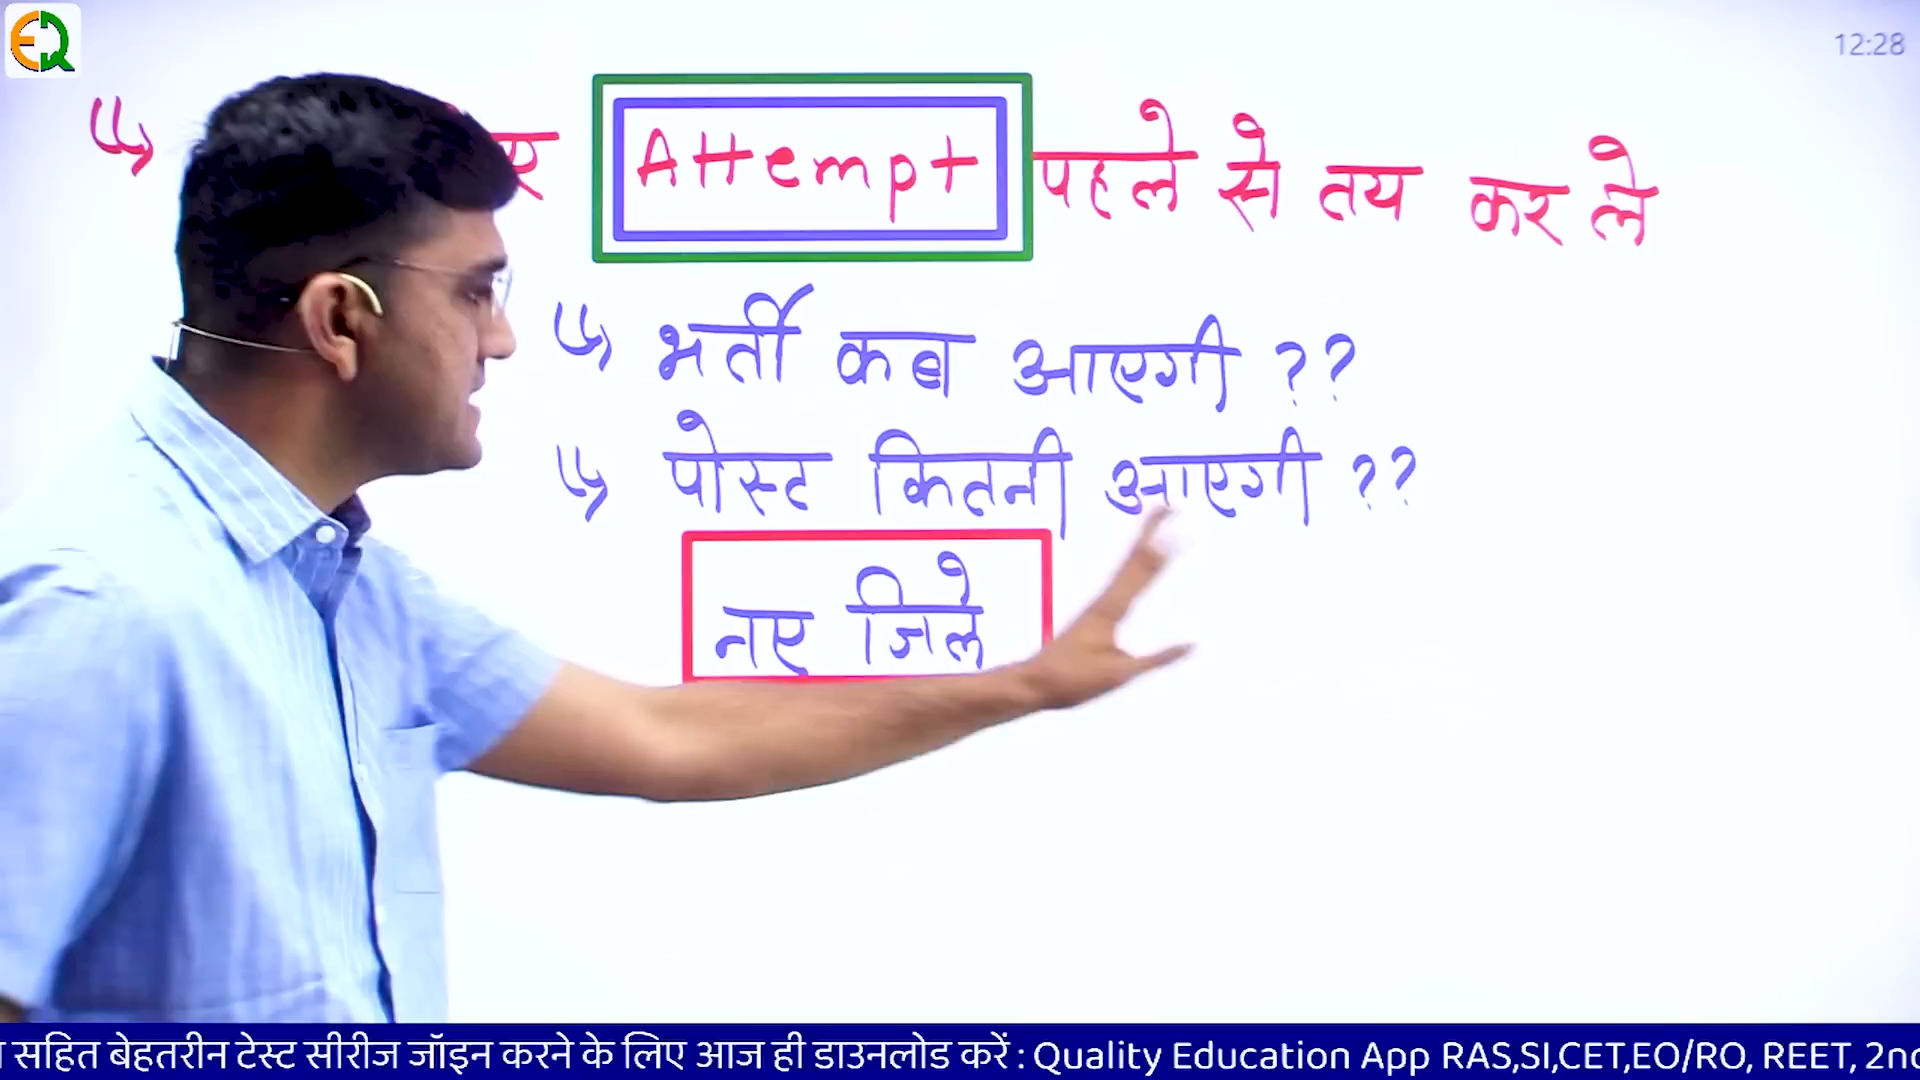 EQ
12:28
Attempt पहले से तय कर ले
भर्ती कब आएगी ??
पोस्ट कितनी आएगी ??
नए जिले
सहित बेहतरीन टेस्ट सीरीज जॉइन करने के लिए आज ही डाउनलोड करें : Quality Education App RAS,SI,CET,EO/RO, REET,